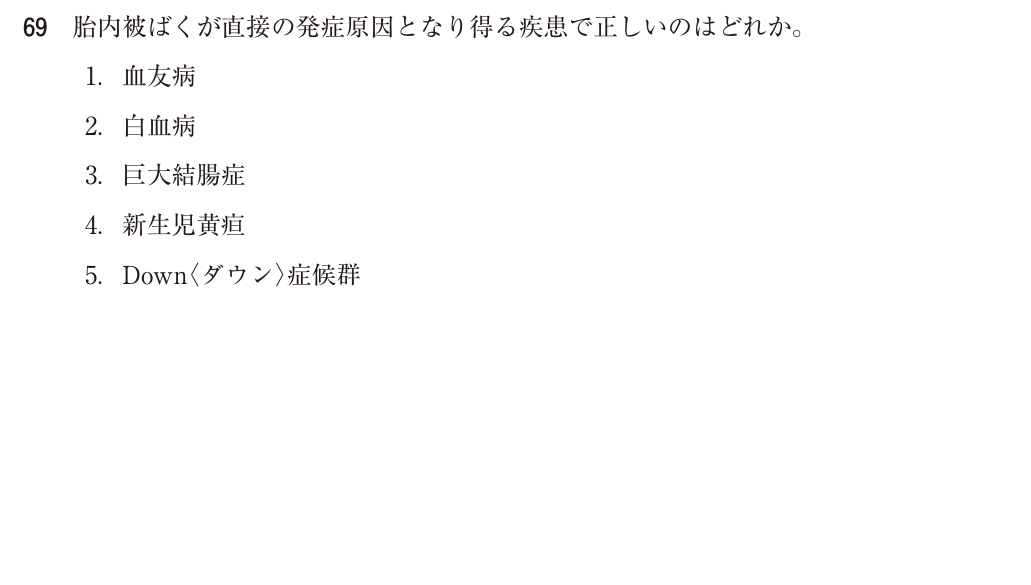 69 胎内被ばくが直接の発症原因となり得る疾患で正しいのはどれか。
1. 血友病
2. 白血病
3. 巨大結腸症
4. 新生児黄疸
5. Down〈ダウン〉症候群